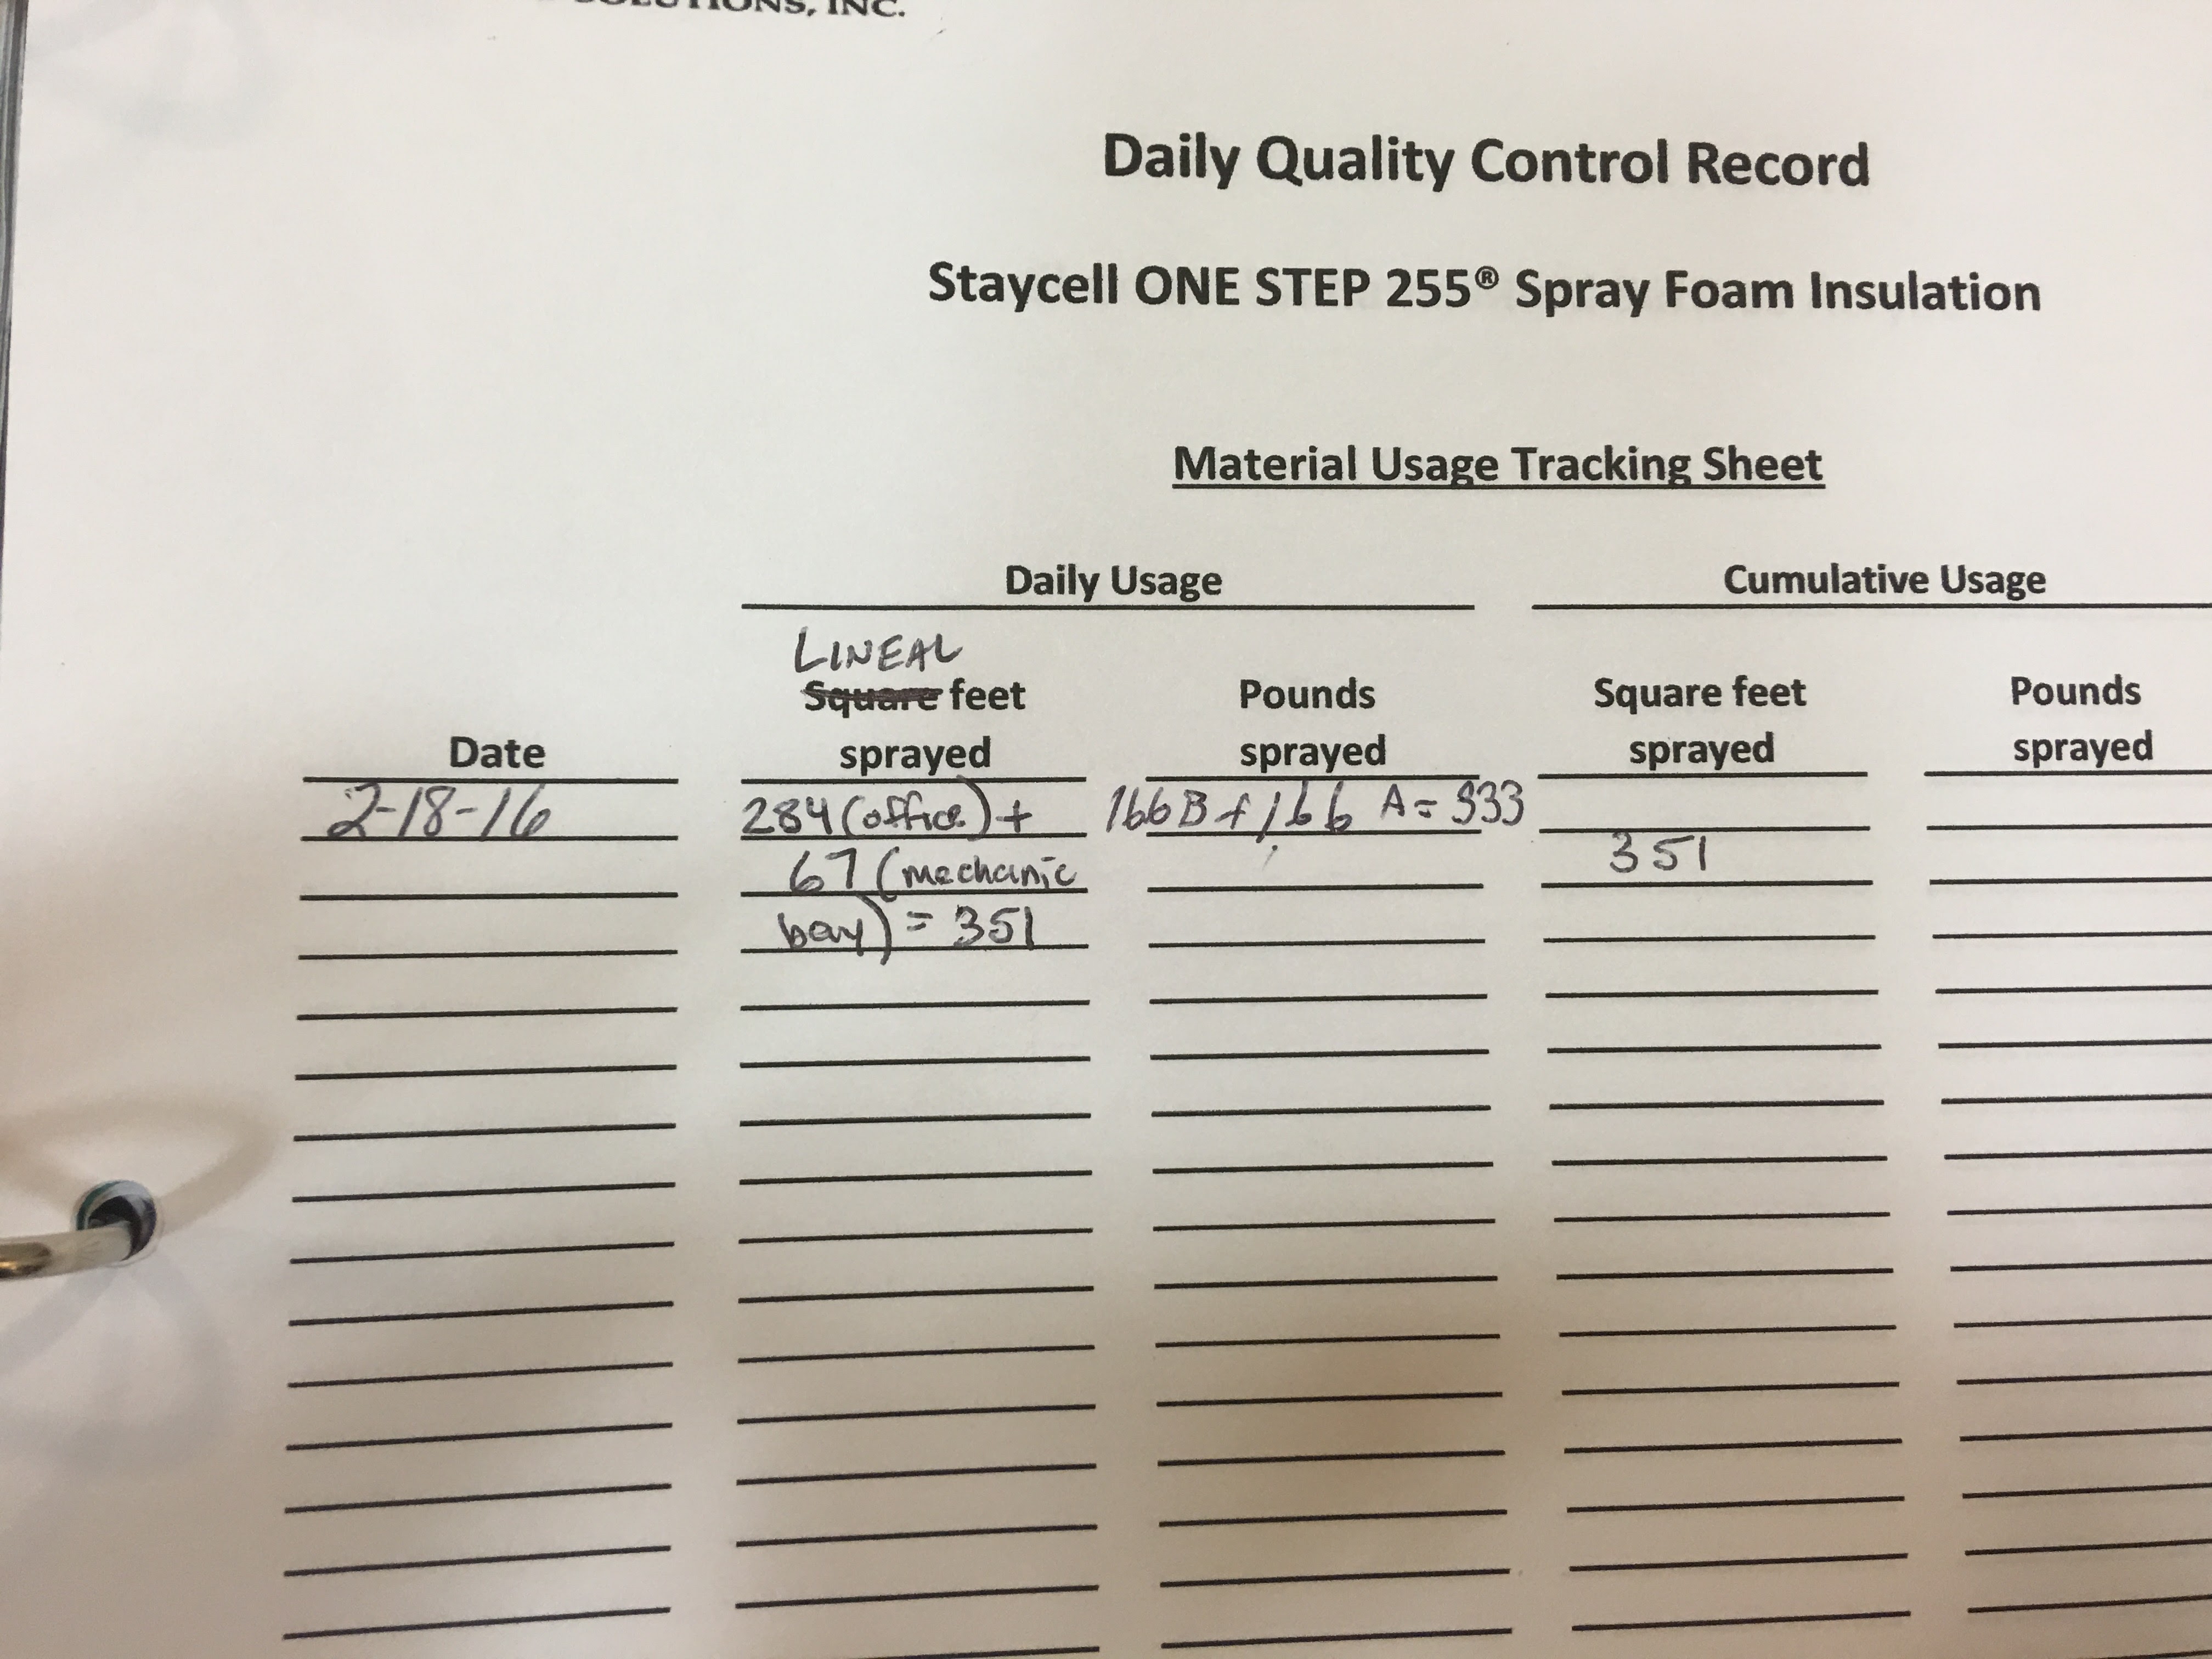 SOLUTIONS, INC.
Daily Quality Control Record
Staycell ONE STEP 255® Spray Foam Insulation
Material Usage Tracking Sheet
Daily Usage Cumulative Usage
LINEAL
Square feet Pounds Square feet Pounds
Date sprayed sprayed sprayed sprayed
2-18-16 284 (office) + 166 B + 166 A = 333
67 (mechanic 351
bay) = 351